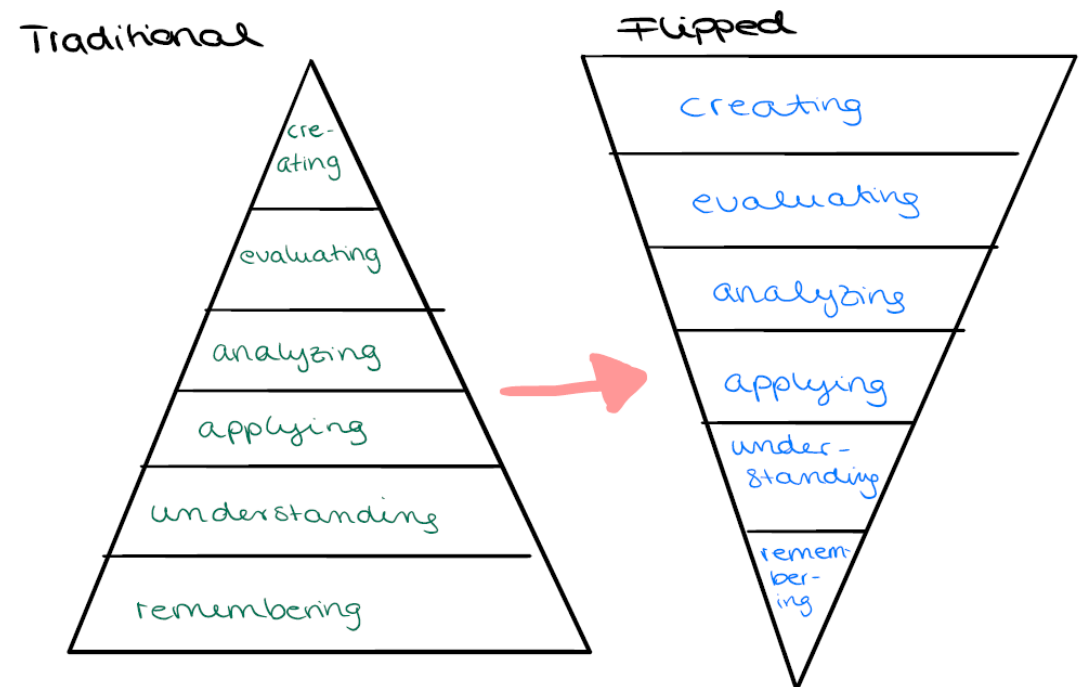 Traditional
cre-
ating
evaluating
analyzing
applying
understanding
remembering
Flipped
creating
evaluating
analyzing
applying
under-
standing
remem-
ber-
ing